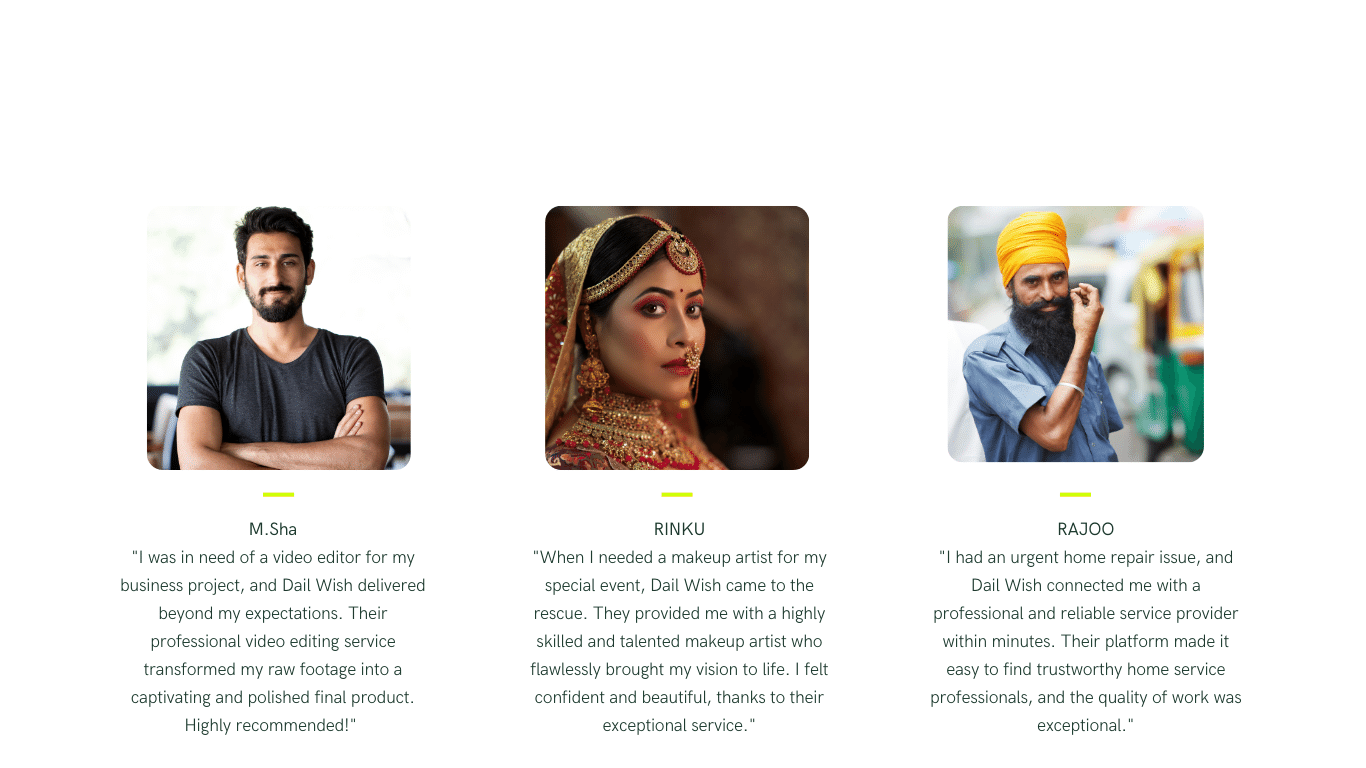 M.Sha
"I was in need of a video editor for my
business project, and Dail Wish delivered
beyond my expectations. Their
professional video editing service
transformed my raw footage into a
captivating and polished final product.
Highly recommended!"
RINKU
"When I needed a makeup artist for my
special event, Dail Wish came to the
rescue. They provided me with a highly
skilled and talented makeup artist who
flawlessly brought my vision to life. I felt
confident and beautiful, thanks to their
exceptional service."
RAJOO
"I had an urgent home repair issue, and
Dail Wish connected me with a
professional and reliable service provider
within minutes. Their platform made it
easy to find trustworthy home service
professionals, and the quality of work was
exceptional."